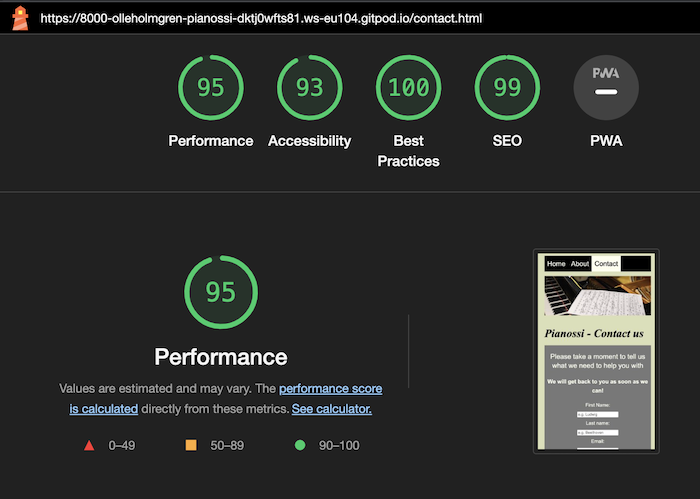 https://8000-olleholmgren-pianossi-dktj0wfts81.ws-eu104.gitpod.io/contact.html
95 93 100 99 PWA
Performance Accessibility Best Practices SEO PWA
95
Performance
Values are estimated and may vary. The performance score
is calculated directly from these metrics. See calculator.
0–49 50–89 90–100
Home About Contact
Pianossi - Contact us
Please take a moment to tell us
what we need to help you with
We will get back to you as soon as we
can!
First Name:
e.g. Ludwig
Last name:
e.g. Beethoven
Email: